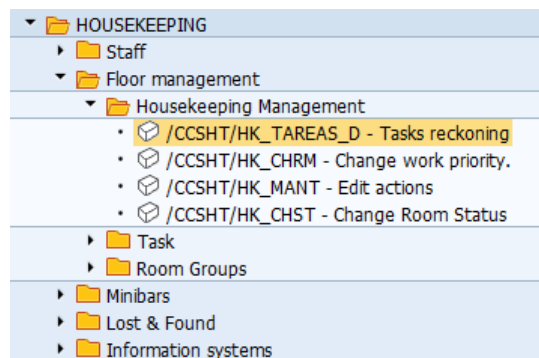 HOUSEKEEPING
Staff
Floor management
Housekeeping Management
/CCSHT/HK_TAREAS_D - Tasks reckoning
/CCSHT/HK_CHRM - Change work priority.
/CCSHT/HK_MANT - Edit actions
/CCSHT/HK_CHST - Change Room Status
Task
Room Groups
Minibars
Lost & Found
Information systems